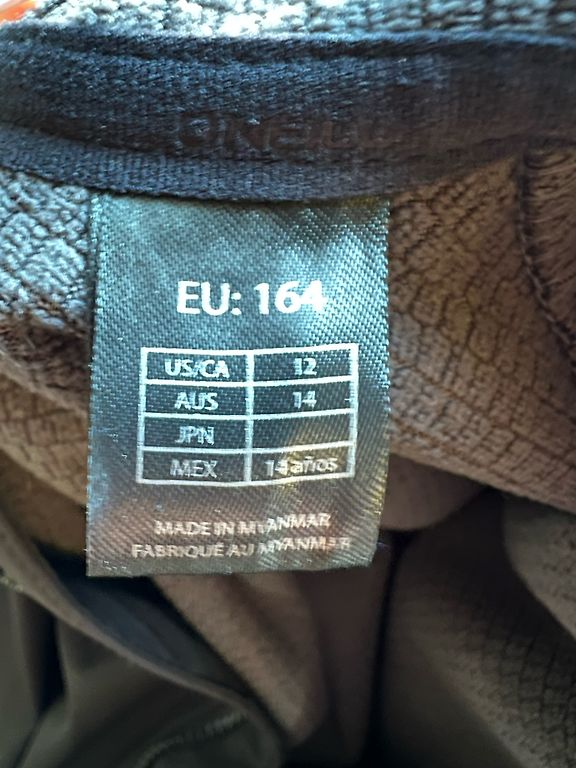 O'NEILL
EU: 164
US/CA 12
AUS 14
JPN
MEX 14 años
MADE IN MYANMAR
FABRIQUÉ AU MYANMAR